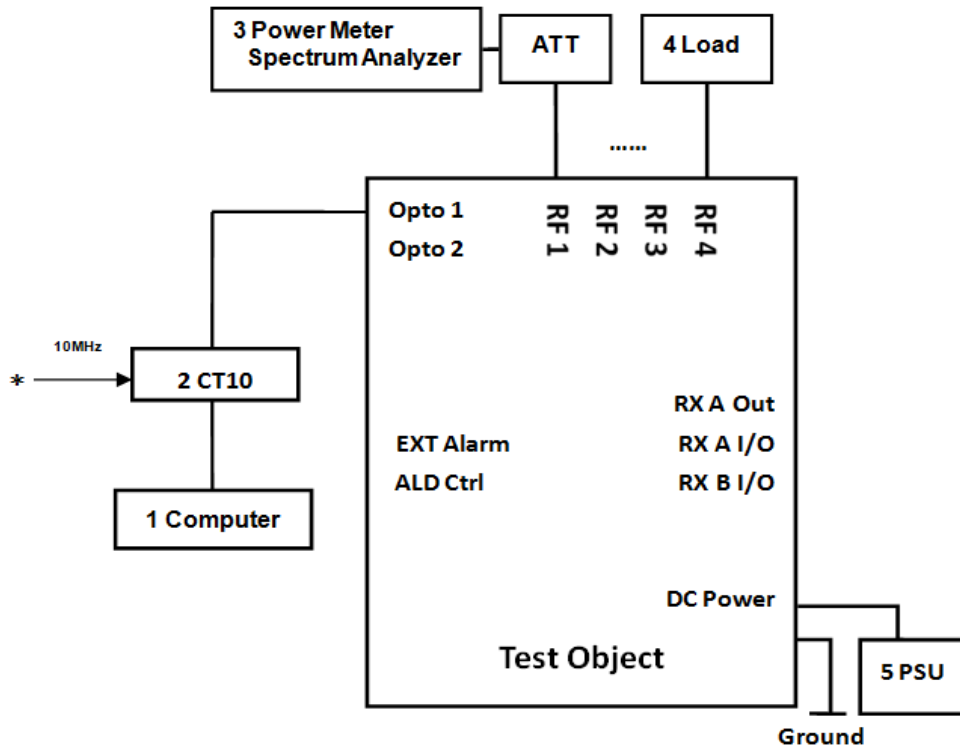 3 Power Meter
Spectrum Analyzer
ATT
4 Load
......
Opto 1
Opto 2
RF 1
RF 2
RF 3
RF 4
10MHz
*
2 CT10
1 Computer
RX A Out
EXT Alarm
RX A I/O
ALD Ctrl
RX B I/O
DC Power
Test Object
5 PSU
Ground